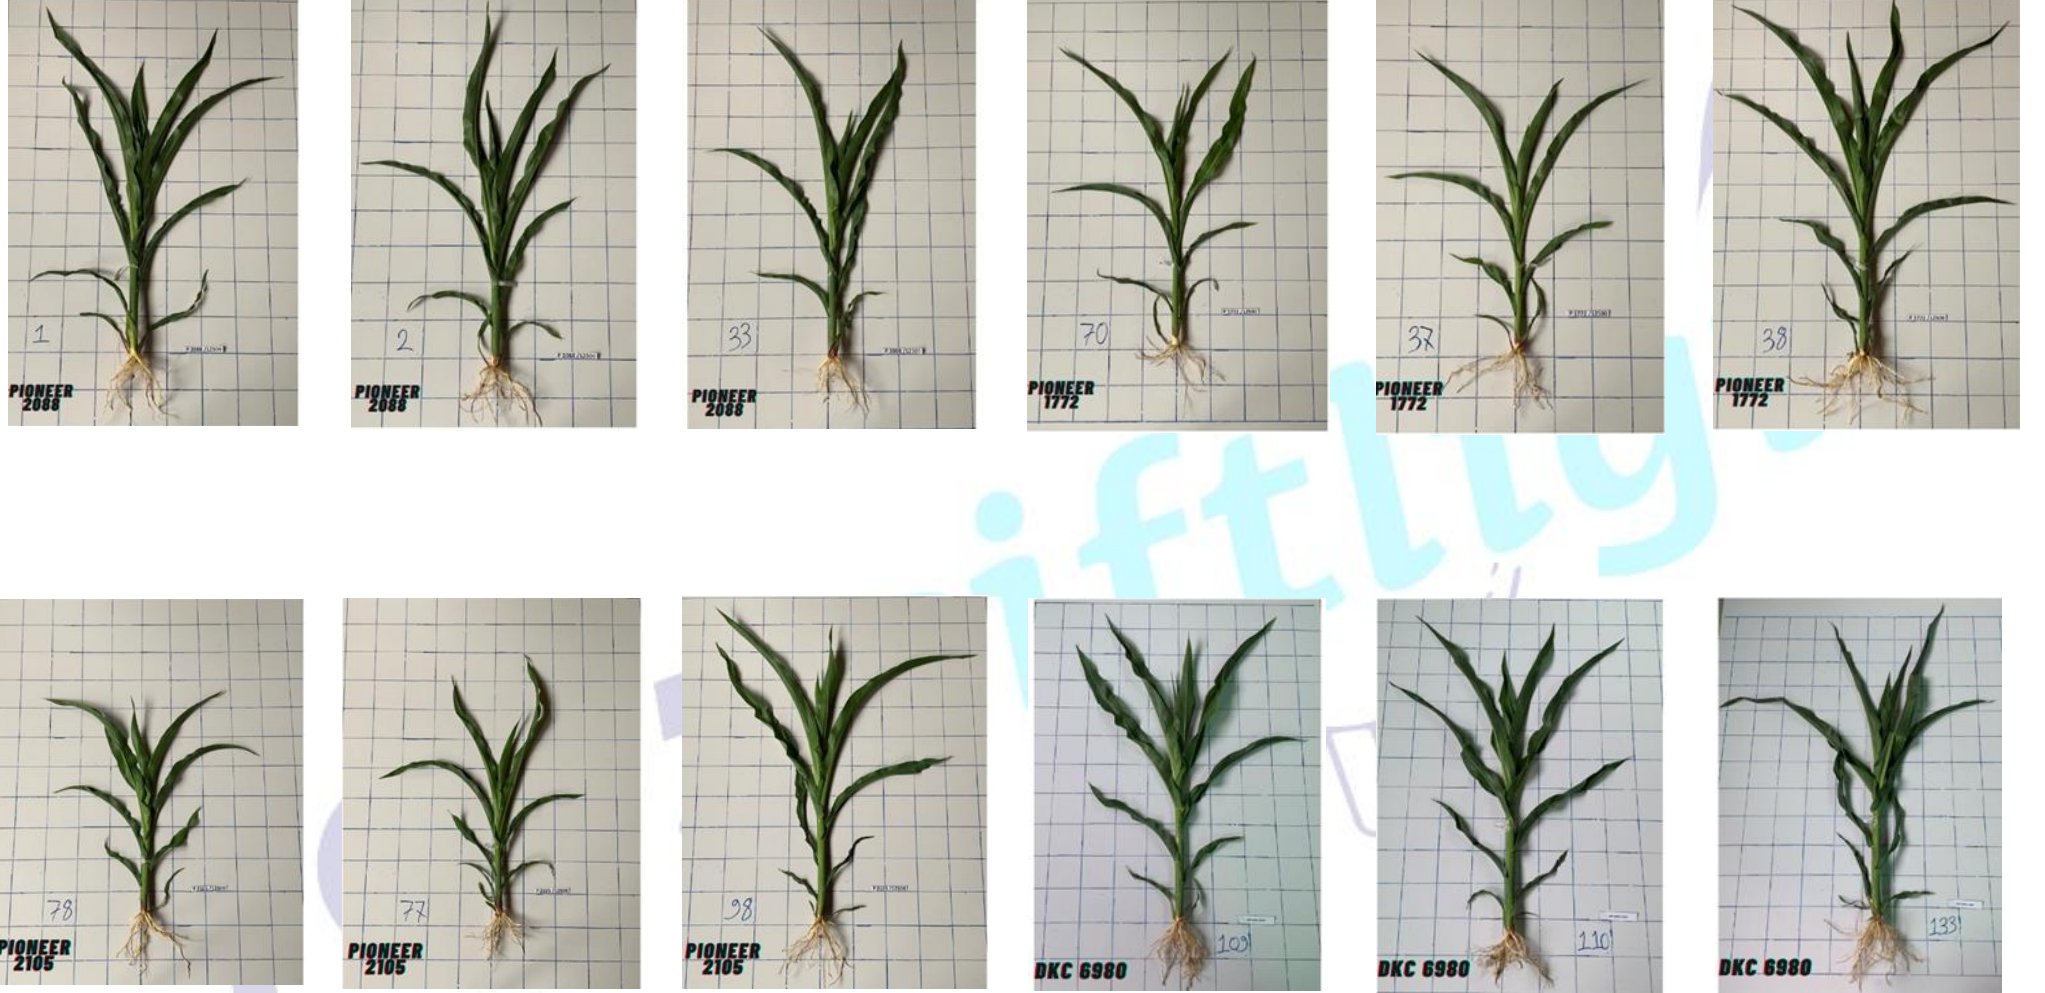 1
PIONEER
2088
2
PIONEER
2088
33
PIONEER
2088
70
PIONEER
1772
37
PIONEER
1772
38
PIONEER
1772
iftliğ
78
PIONEER
2105
77
PIONEER
2105
98
PIONEER
2105
109
DKC 6980
110
DKC 6980
133
DKC 6980